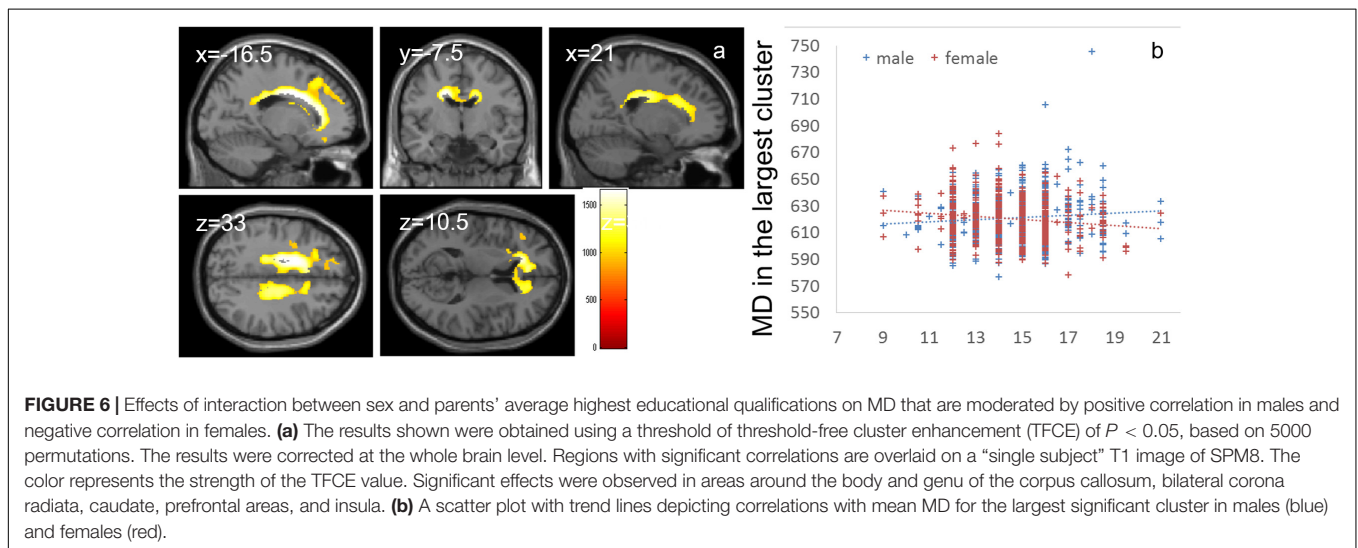 x=-16.5
y=-7.5
x=21
a
z=33
z=10.5
z=
1500
1000
500
0
b
male
female
MD in the largest cluster
750
730
710
690
670
650
630
610
590
570
550
7 9 11 13 15 17 19 21
FIGURE 6 | Effects of interaction between sex and parents’ average highest educational qualifications on MD that are moderated by positive correlation in males and
negative correlation in females. (a) The results shown were obtained using a threshold of threshold-free cluster enhancement (TFCE) of P < 0.05, based on 5000
permutations. The results were corrected at the whole brain level. Regions with significant correlations are overlaid on a “single subject” T1 image of SPM8. The
color represents the strength of the TFCE value. Significant effects were observed in areas around the body and genu of the corpus callosum, bilateral corona
radiata, caudate, prefrontal areas, and insula. (b) A scatter plot with trend lines depicting correlations with mean MD for the largest significant cluster in males (blue)
and females (red).